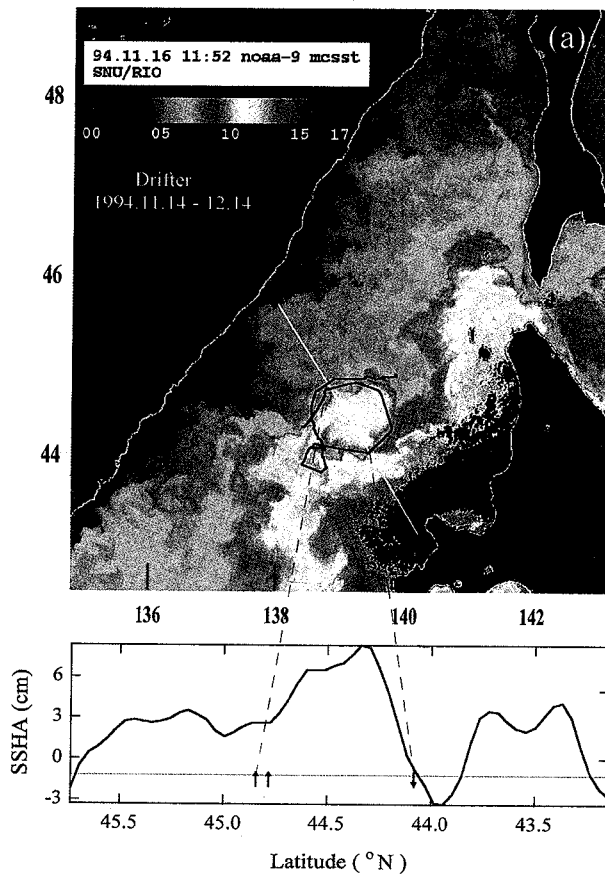 (a)
94.11.16 11:52 noaa-9 mcsst
SNU/RIO
48
00 05 10 15 17
Drifter
1994.11.14 - 12.14
46
44
136 138 140 142
6
3
0
-3
SSHA (cm)
45.5 45.0 44.5 44.0 43.5
Latitude ( °N )